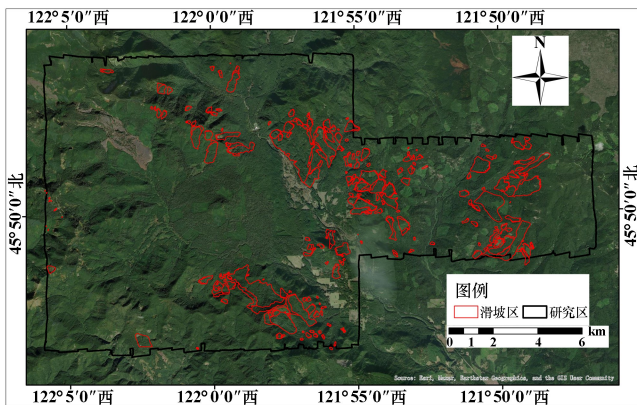 122°5′0″西 122°0′0″西 121°55′0″西 121°50′0″西
N
45°50′0″北 45°50′0″北
图例
滑坡区 研究区
km
0 1 2 4 6
Source: Esri, Maxar, Earthstar Geographics, and the GIS User Community
122°5′0″西 122°0′0″西 121°55′0″西 121°50′0″西